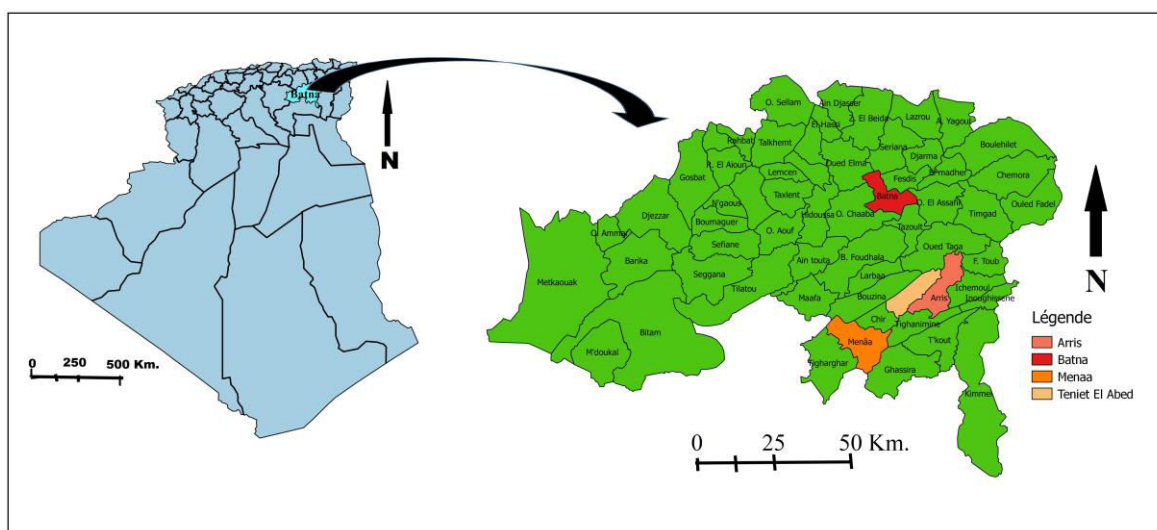 Batna
N
0 250 500 Km.
O. Sellam
Ain Djasser
El Hassi
Z. El Beida
Lazrou
A. Yagout
Rahbat
Talkhemt
Seriana
Boulehilet
R. El Aioun
Oued Elma
Djarma
Gosbat
Lemcen
Fesdis
B'madher
Chemora
Taxlent
Batna
N'gaous
O. El Assafir
Ouled Fadel
Djezzar
Boumaguer
Hidoussa
O. Chaaba
Timgad
O. Ammar
O. Aouf
Tazoult
Sefiane
Oued Taga
Barika
Ain touta
B. Foudhala
F. Toub
Metkaouak
Seggana
Larbaa
Tilatou
Ichemoul
Maafa
Bouzina
Arris
Inoughissene
Chir
Tighanimine
Bitam
Menâa
T'kout
M'doukal
Tigharghar
Ghassira
Kimmel
N
Légende
Arris
Batna
Menaa
Teniet El Abed
0 25 50 Km.